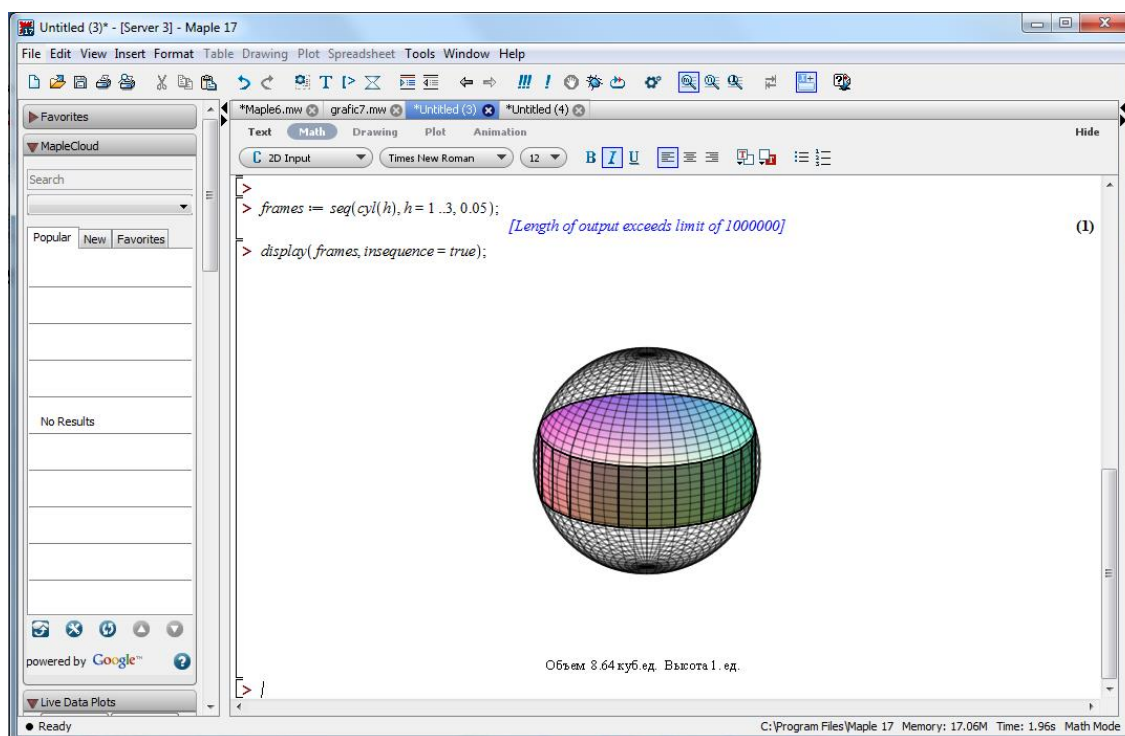 Untitled (3)* - [Server 3] - Maple 17
File Edit View Insert Format Table Drawing Plot Spreadsheet Tools Window Help
Favorites
MapleCloud
Search
Popular New Favorites
No Results
powered by Google™
Live Data Plots
*Maple6.mw grafic7.mw *Untitled (3) *Untitled (4)
Text Math Drawing Plot Animation Hide
C 2D Input Times New Roman 12 B I U
>
> frames := seq(cyl(h), h = 1 ..3, 0.05);
[Length of output exceeds limit of 1000000] (1)
> display(frames, insequence = true);
Объем 8.64 куб.ед. Высота 1. ед.
>
Ready C:\Program Files\Maple 17 Memory: 17.06M Time: 1.96s Math Mode